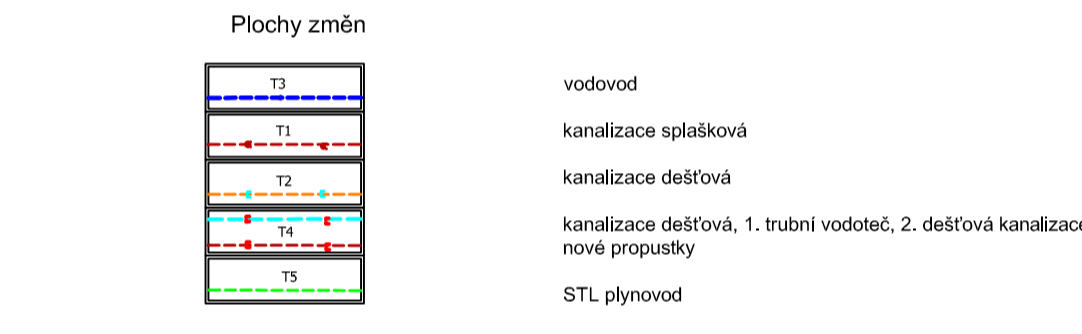 Plochy změn
T3 vodovod
T1 kanalizace splašková
T2 kanalizace dešťová
T4 kanalizace dešťová, 1. trubní vodoteč, 2. dešťová kanalizace
nové propustky
T5 STL plynovod